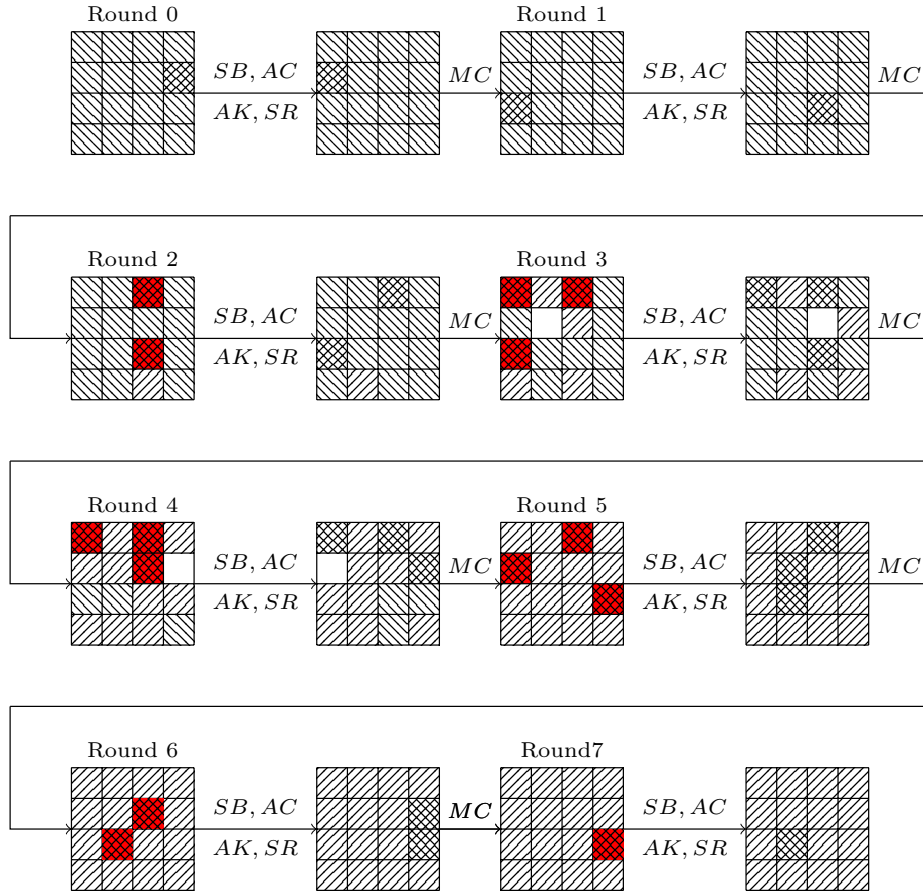 Round 0
Round 1
SB, AC
MC
SB, AC
MC
AK, SR
AK, SR
Round 2
Round 3
SB, AC
MC
SB, AC
MC
AK, SR
AK, SR
Round 4
Round 5
SB, AC
MC
SB, AC
MC
AK, SR
AK, SR
Round 6
Round7
SB, AC
MC
SB, AC
AK, SR
AK, SR